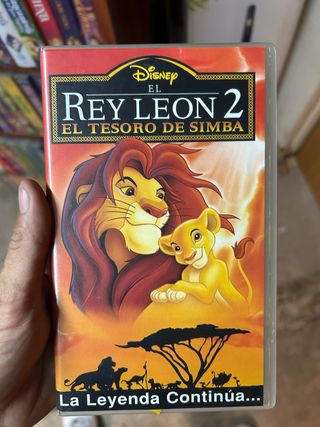 Disney
EL
REY LEON 2
EL TESORO DE SIMBA
La Leyenda Continúa...